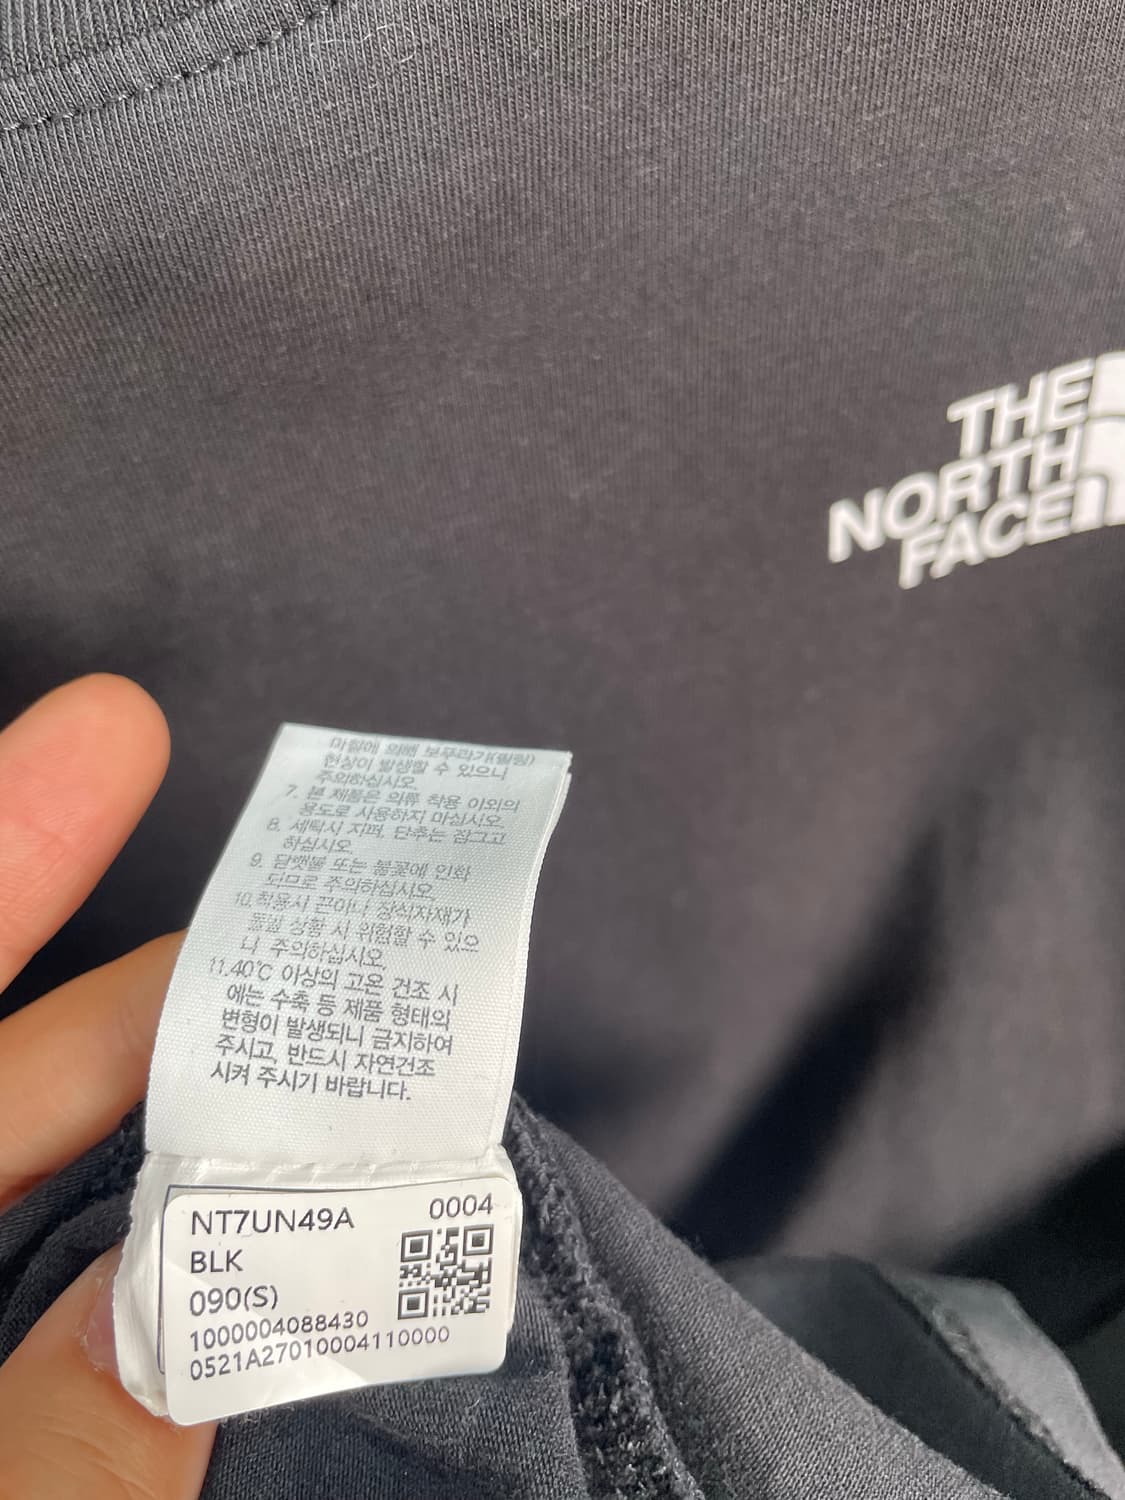 THE
NORTH
FACE
마찰에 의해 보푸라기(필링)
현상이 발생할 수 있으니
주의하십시오.
7. 본 제품은 의류 착용 이외의
용도로 사용하지 마십시오.
8. 세탁시 지퍼, 단추는 잠그고
하십시오.
9. 담뱃불 또는 불꽃에 인화
되므로 주의하십시오.
10.착용시 끈이나 장식자재가
돌발 상황 시 위험할 수 있으
니 주의하십시오.
11.40℃ 이상의 고온 건조 시
에는 수축 등 제품 형태의
변형이 발생되니 금지하여
주시고, 반드시 자연건조
시켜 주시기 바랍니다.
NT7UN49A 0004
BLK
090(S)
1000004088430
0521A27010004110000